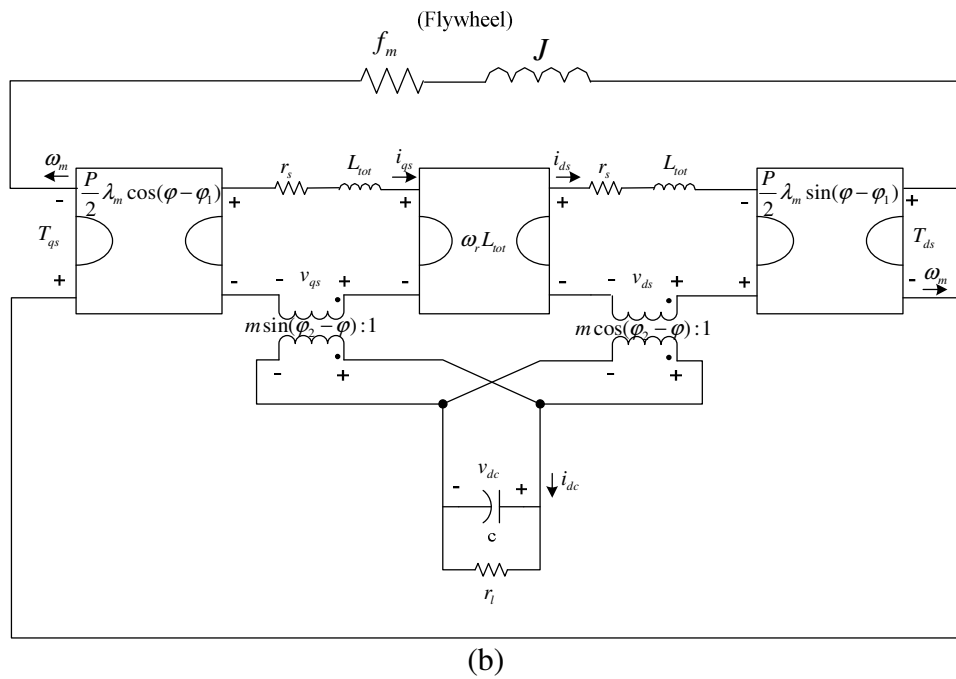 (Flywheel)
f_m
J
ω_m
P/2 λ_m cos(φ-φ_1)
r_s
L_tot
i_qs
i_ds
r_s
L_tot
P/2 λ_m sin(φ-φ_1)
- + + + - +
T_qs
ω_r L_tot
T_ds
+ - - v_qs + - - - v_ds + + -
ω_m
m sin(φ_2-φ):1
m cos(φ_2-φ):1
- + - +
- v_dc +
i_dc
c
r_l
(b)